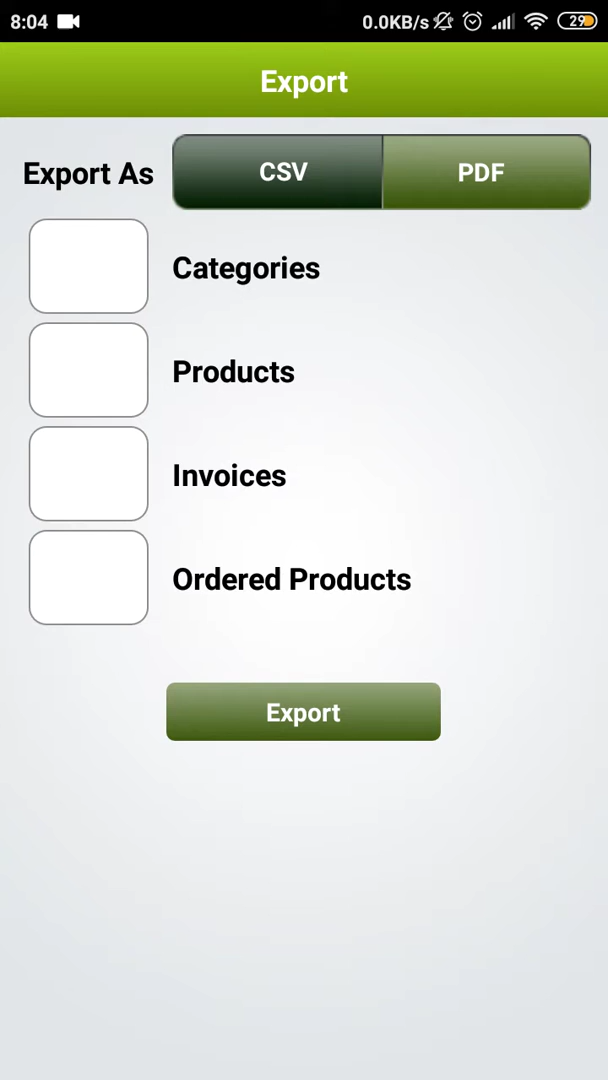 8:04 0.0KB/s 29
Export
Export As CSV PDF
Categories
Products
Invoices
Ordered Products
Export